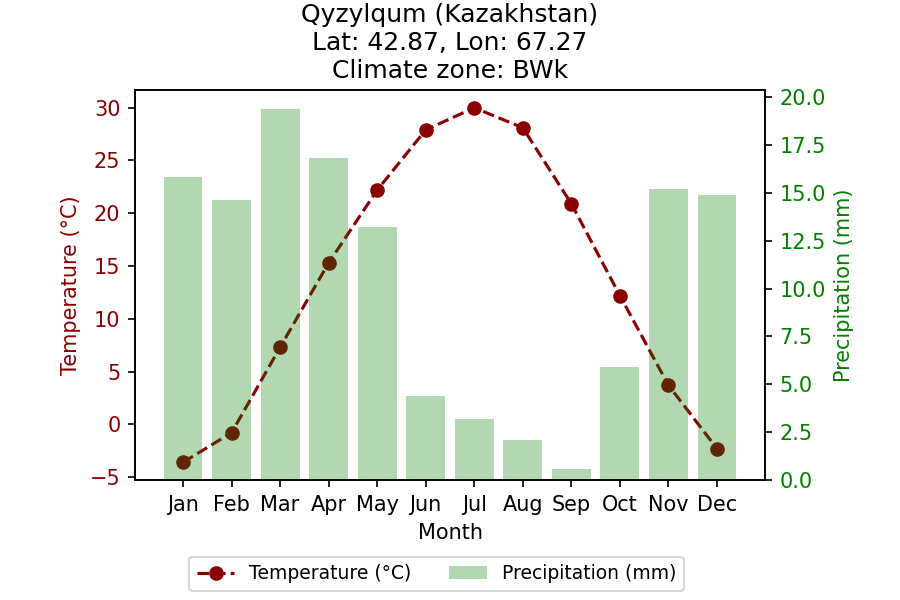 Qyzylqum (Kazakhstan)
Lat: 42.87, Lon: 67.27
Climate zone: BWk
30
25
20
15
10
5
0
−5
Temperature (°C)
20.0
17.5
15.0
12.5
10.0
7.5
5.0
2.5
0.0
Precipitation (mm)
Jan Feb Mar Apr May Jun Jul Aug Sep Oct Nov Dec
Month
Temperature (°C) Precipitation (mm)